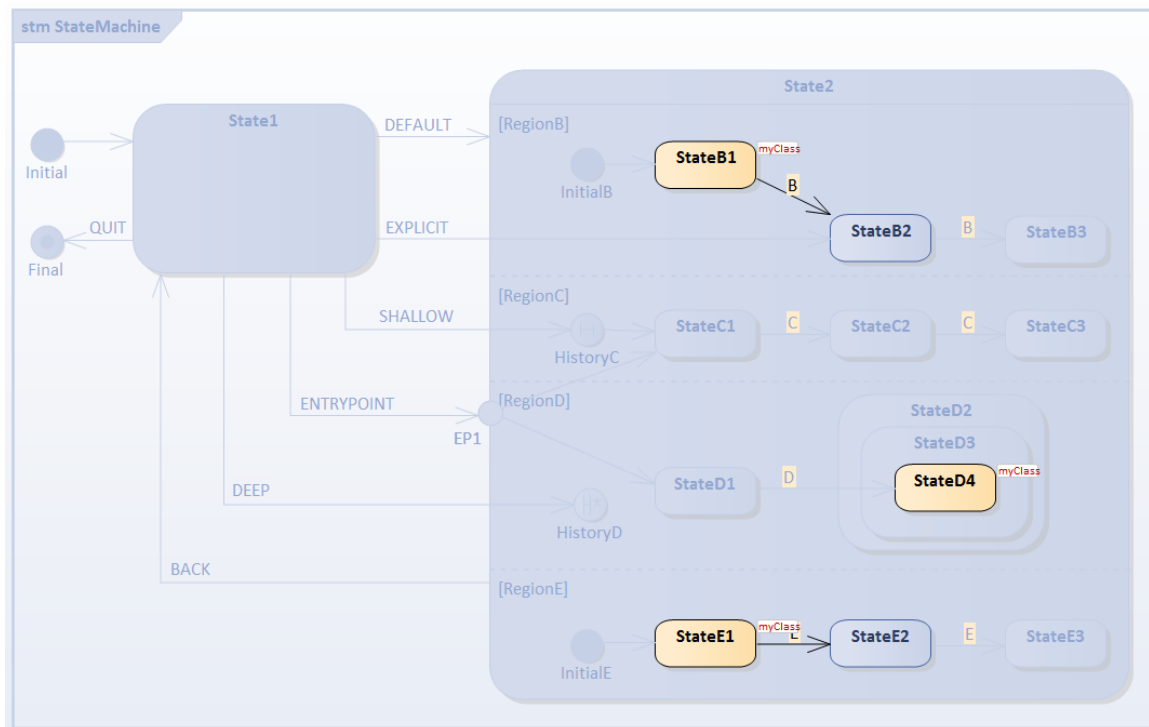 stm StateMachine
State2
State1
DEFAULT
[RegionB]
StateB1
myClass
Initial
InitialB
B
QUIT
EXPLICIT
StateB2
B
StateB3
Final
[RegionC]
SHALLOW
HistoryC
StateC1
C
StateC2
C
StateC3
ENTRYPOINT
[RegionD]
EP1
StateD2
StateD3
StateD1
D
StateD4
myClass
DEEP
HistoryD
BACK
[RegionE]
StateE1
myClass
StateE2
E
StateE3
InitialE